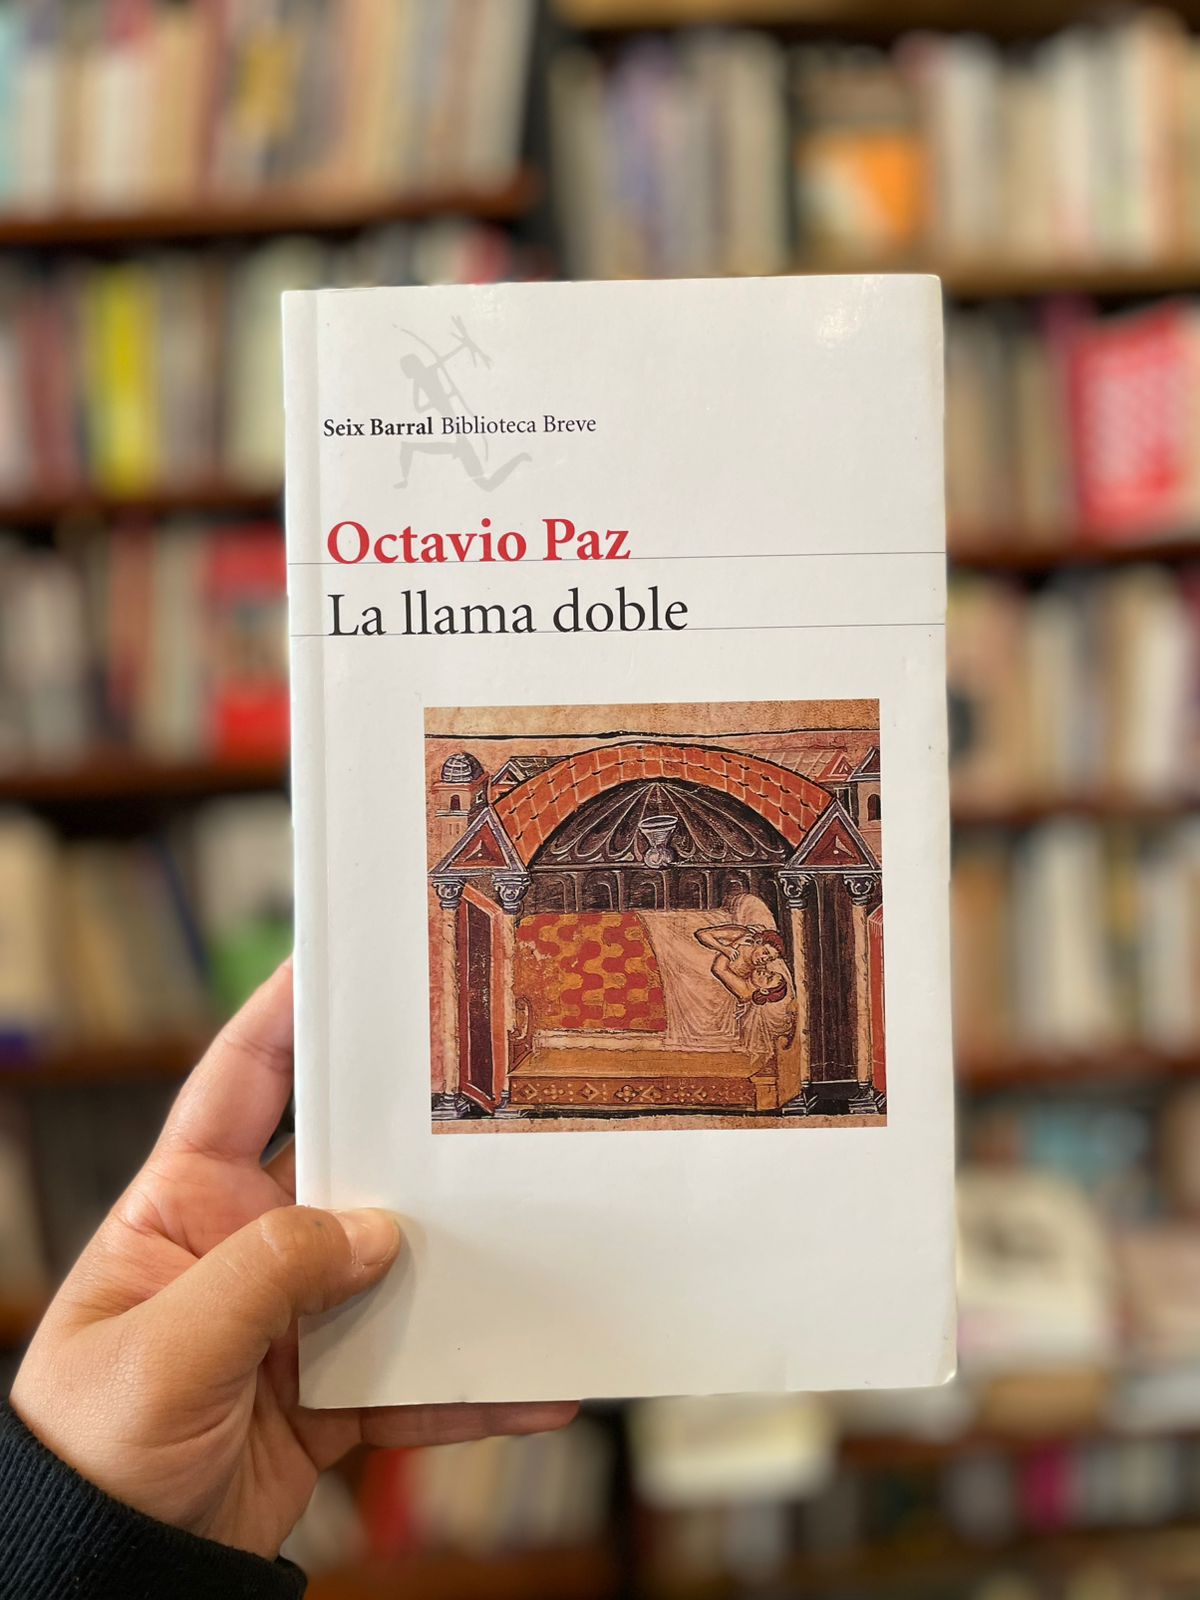 Seix Barral Biblioteca Breve
Octavio Paz
La llama doble